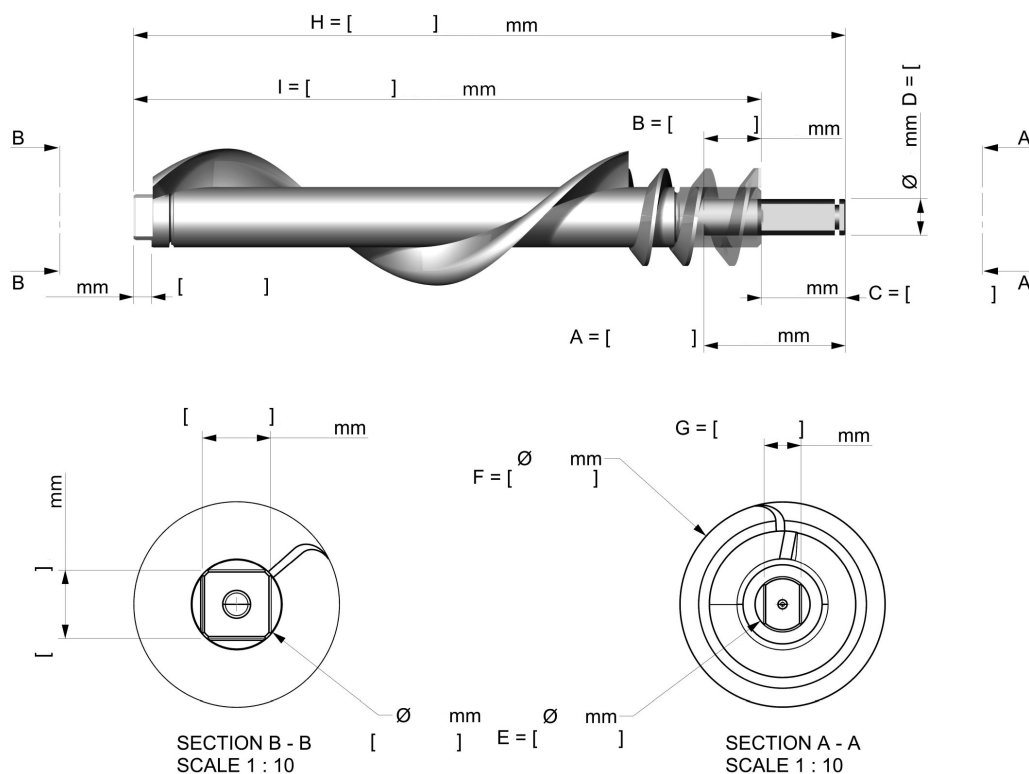 H = [ ] mm
I = [ ] mm
B = [ ] mm
Ø mm D = [
B
A
B
A
mm [ ]
mm C = [ ]
A = [ ] mm
[ ] mm
G = [ ] mm
Ø mm
F = [ ]
mm
[ ]
Ø mm
[ ]
Ø mm
E = [ ]
SECTION B - B
SCALE 1 : 10
SECTION A - A
SCALE 1 : 10